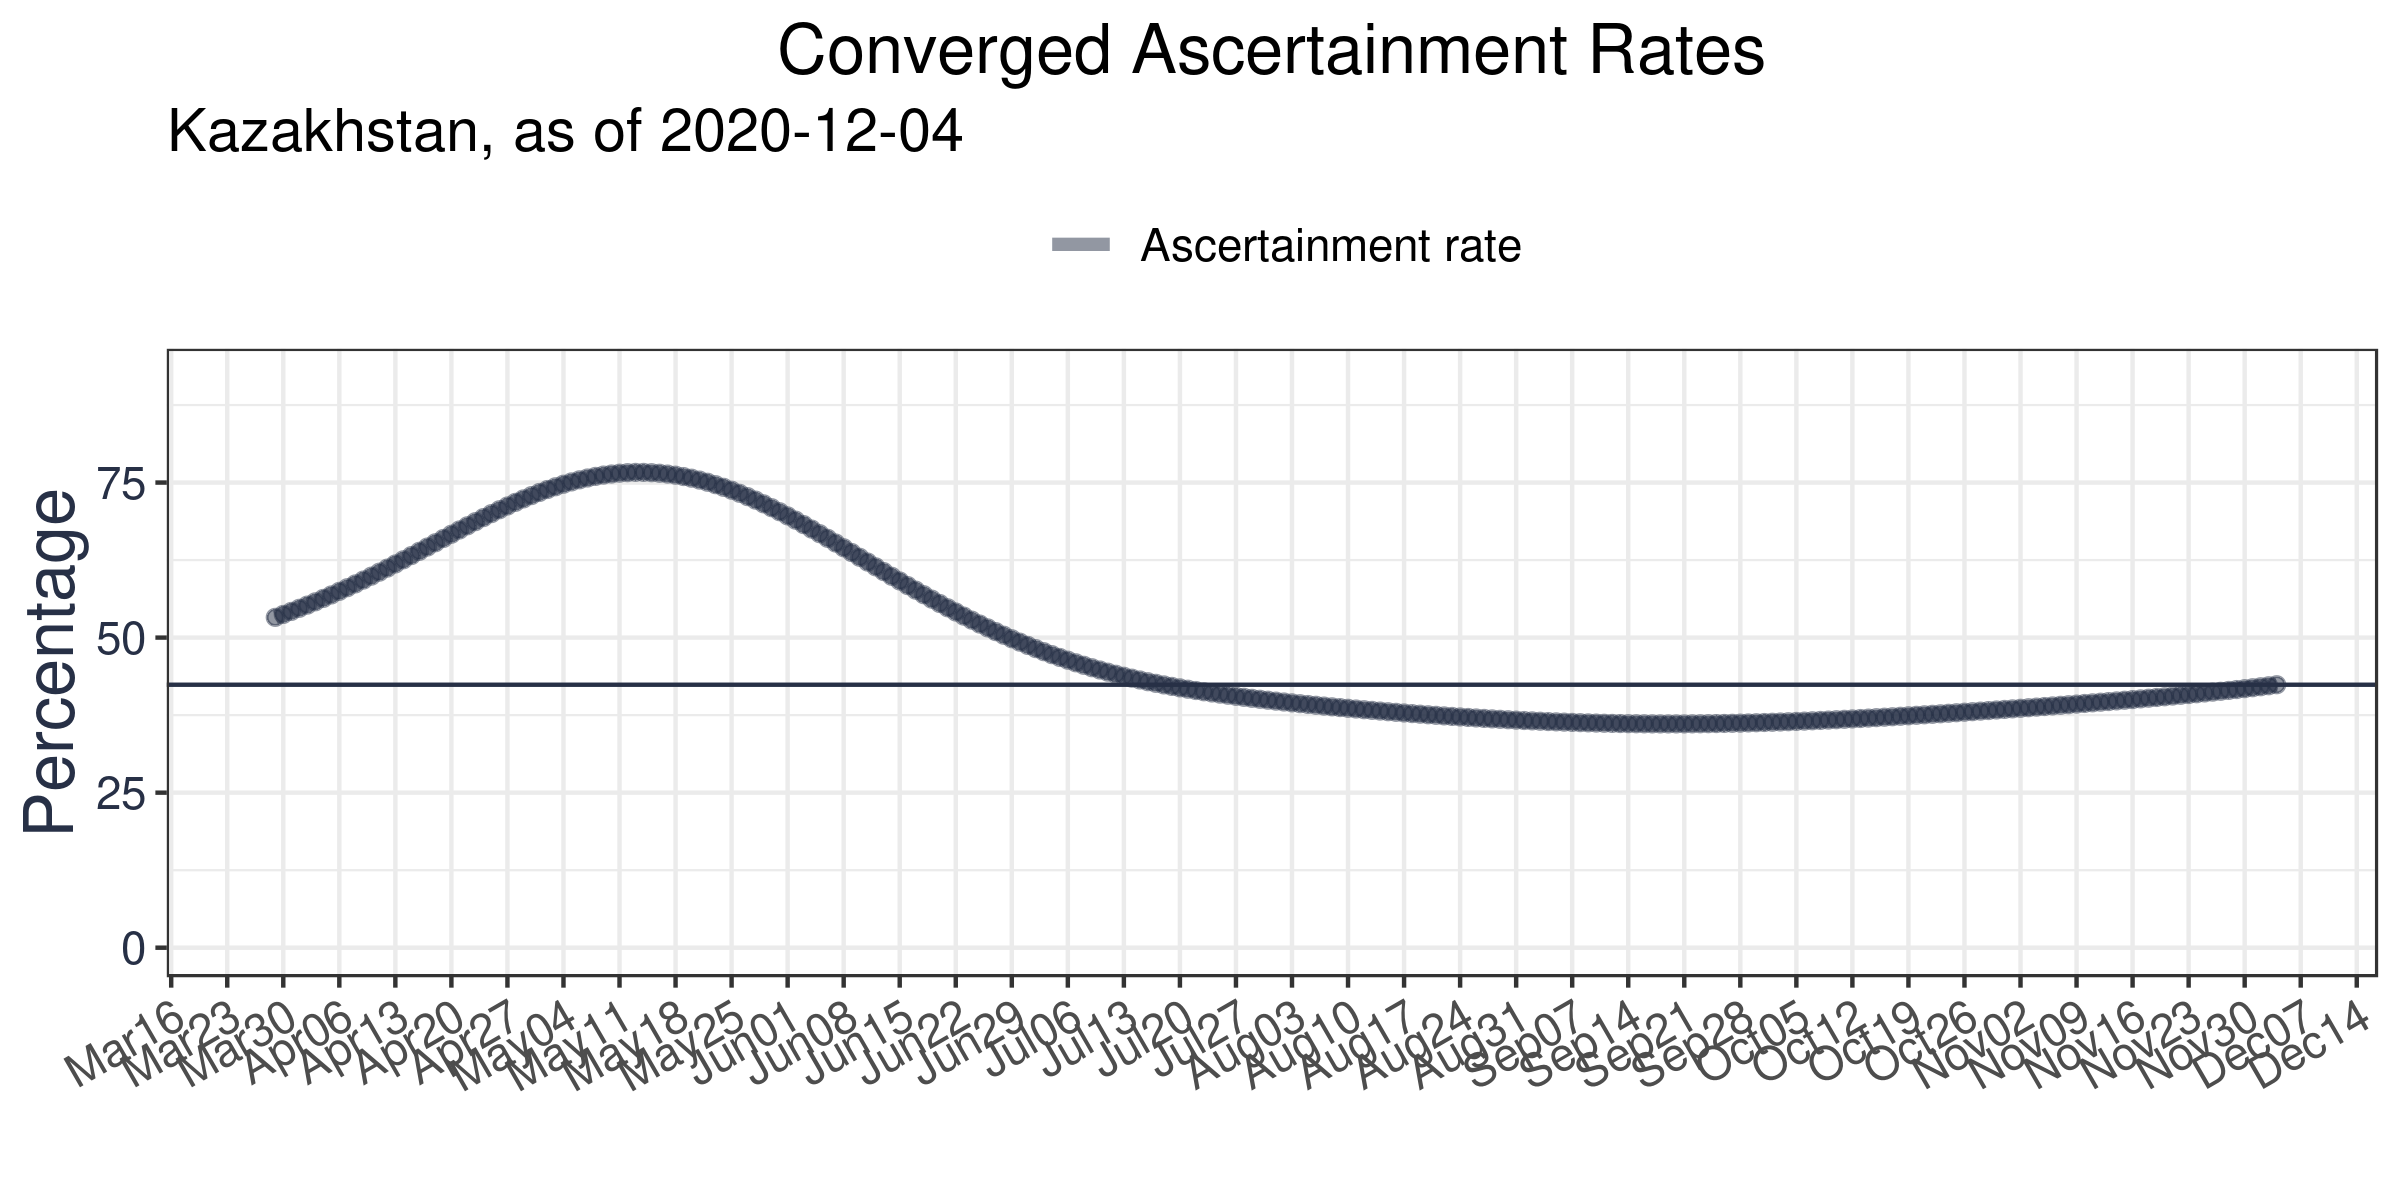 Converged Ascertainment Rates
Kazakhstan, as of 2020-12-04
Ascertainment rate
Percentage
75
50
25
0
Mar16 Mar23 Mar30 Apr06 Apr13 Apr20 Apr27 May04 May11 May18 May25 Jun01 Jun08 Jun15 Jun22 Jun29 Jul06 Jul13 Jul20 Jul27 Aug03 Aug10 Aug17 Aug24 Aug31 Sep07 Sep14 Sep21 Sep28 Oct05 Oct12 Oct19 Oct26 Nov02 Nov09 Nov16 Nov23 Nov30 Dec07 Dec14